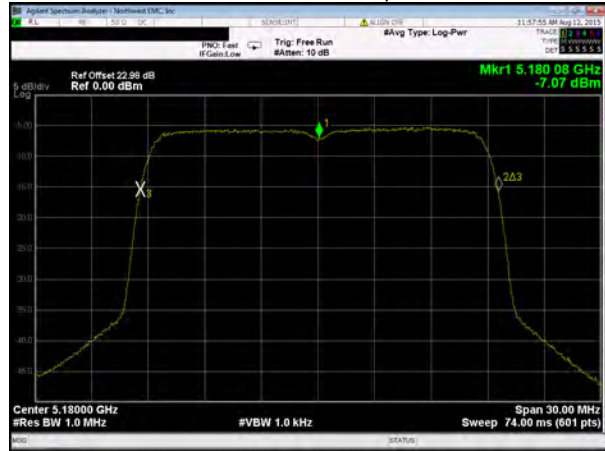 Agilent Spectrum Analyzer - Northwest EMC, Inc
RL RF 50 Ω DC SENSE:INT ALIGN OFF 11:57:55 AM Aug 12, 2015
#Avg Type: Log-Pwr TRACE 1 2 3 4 5 6
PNO: Fast Trig: Free Run TYPE
IFGain:Low #Atten: 10 dB DET S S S S S S
Mkr1 5.180 08 GHz
Ref Offset 22.98 dB
5 dB/div Ref 0.00 dBm -7.07 dBm
Log
1
-5.00
-10.0
2Δ3
-15.0
3
-20.0
-25.0
-30.0
-35.0
-40.0
-45.0
Center 5.18000 GHz Span 30.00 MHz
#Res BW 1.0 MHz #VBW 1.0 kHz Sweep 74.00 ms (601 pts)
MSG STATUS